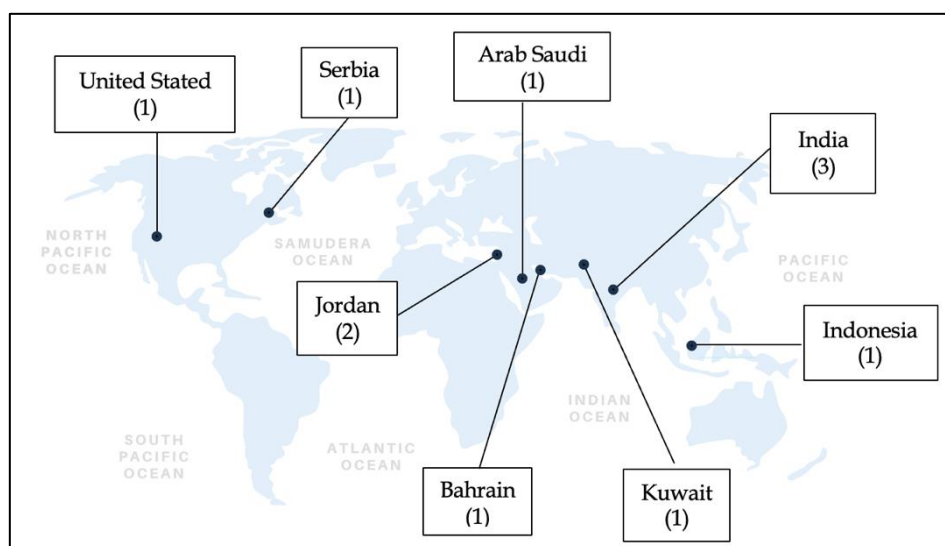 United Stated
(1)
Serbia
(1)
Arab Saudi
(1)
India
(3)
NORTH
PACIFIC
OCEAN
SAMUDERA
OCEAN
PACIFIC
OCEAN
Jordan
(2)
Indonesia
(1)
INDIAN
OCEAN
SOUTH
PACIFIC
OCEAN
ATLANTIC
OCEAN
Bahrain
(1)
Kuwait
(1)